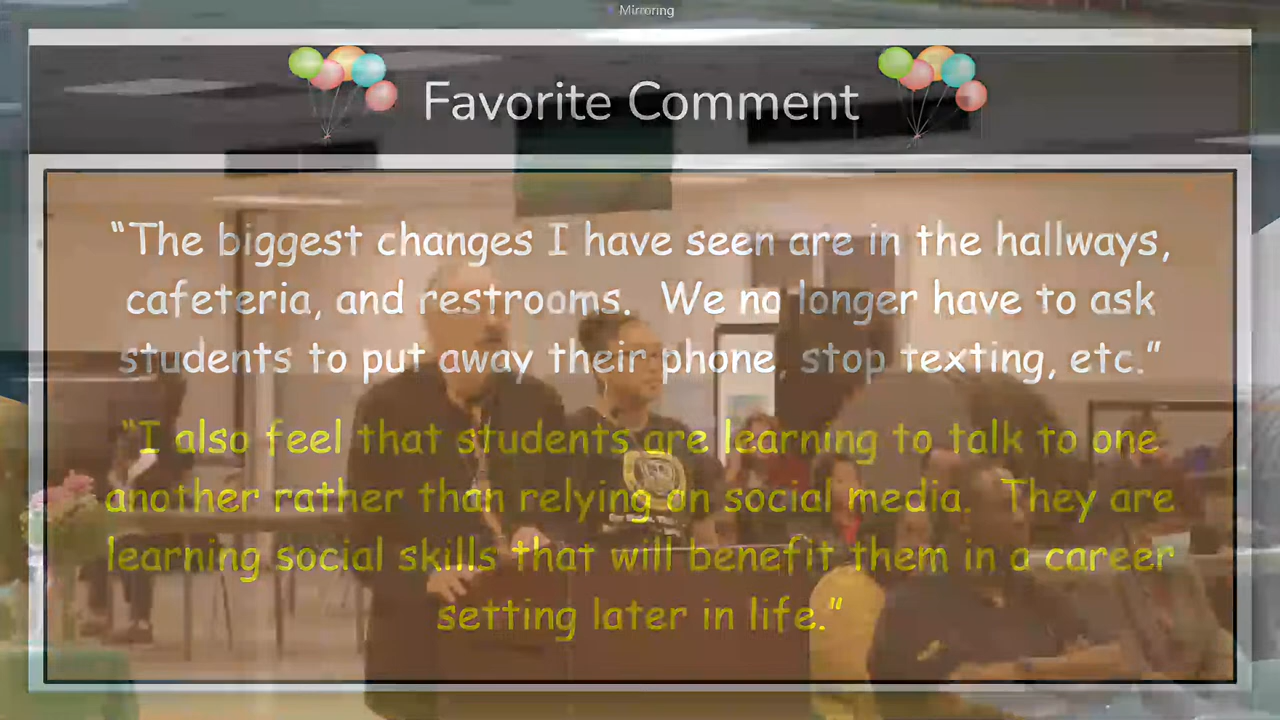 Mirroring
Favorite Comment
“The biggest changes I have seen are in the hallways,
cafeteria, and restrooms.  We no longer have to ask
students to put away their phone, stop texting, etc.”
“I also feel that students are learning to talk to one
another rather than relying on social media.  They are
learning social skills that will benefit them in a career
setting later in life.”